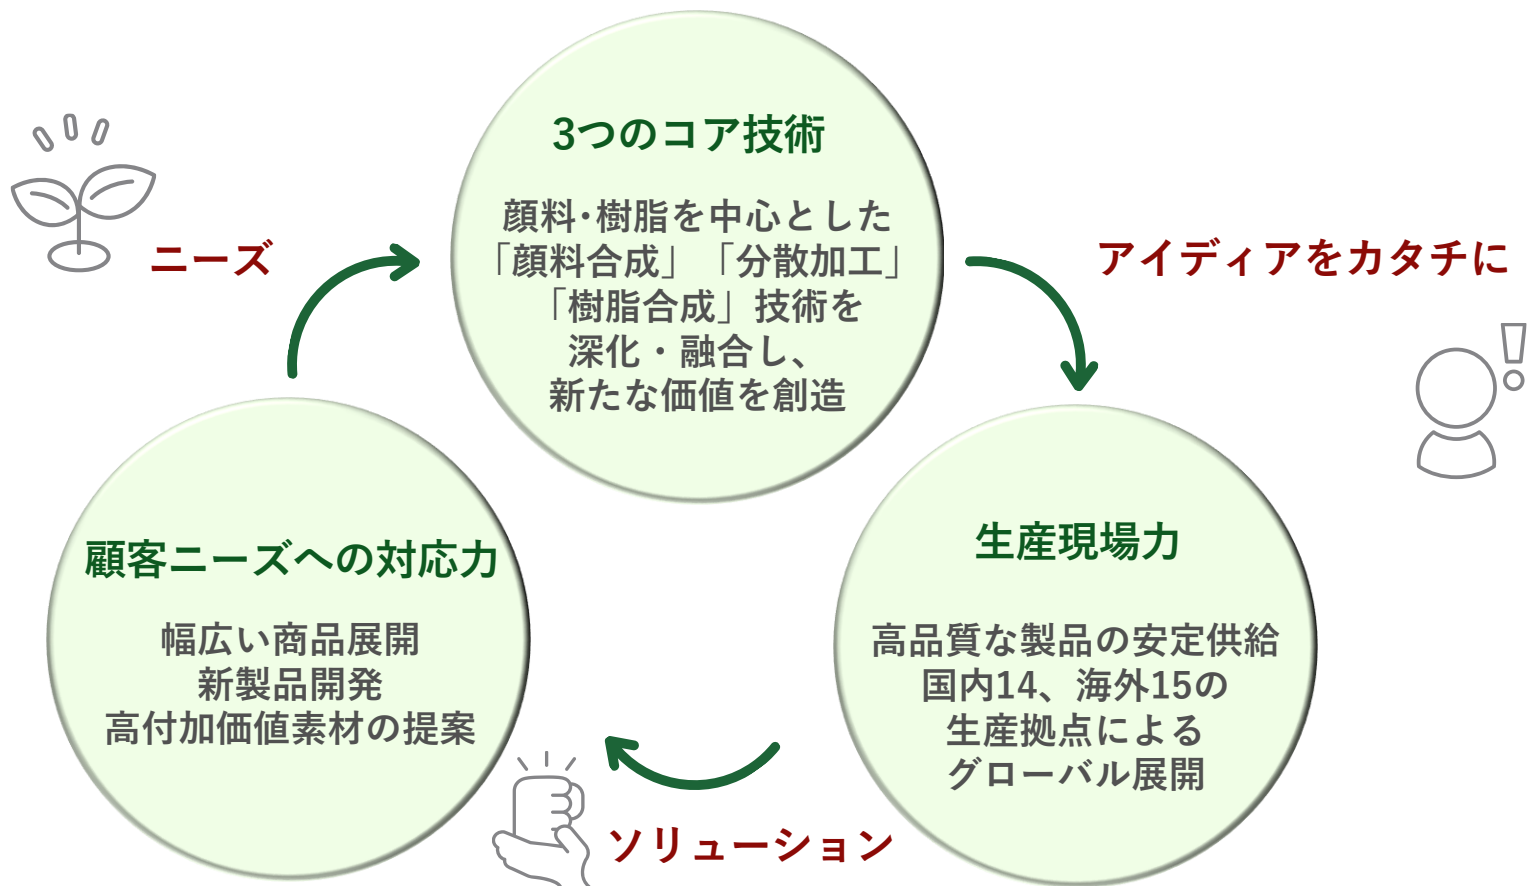 3つのコア技術
顔料･樹脂を中心とした
「顔料合成」「分散加工」
「樹脂合成」技術を
深化・融合し、
新たな価値を創造
ニーズ
アイディアをカタチに
顧客ニーズへの対応力
幅広い商品展開
新製品開発
高付加価値素材の提案
生産現場力
高品質な製品の安定供給
国内14、海外15の
生産拠点による
グローバル展開
ソリューション